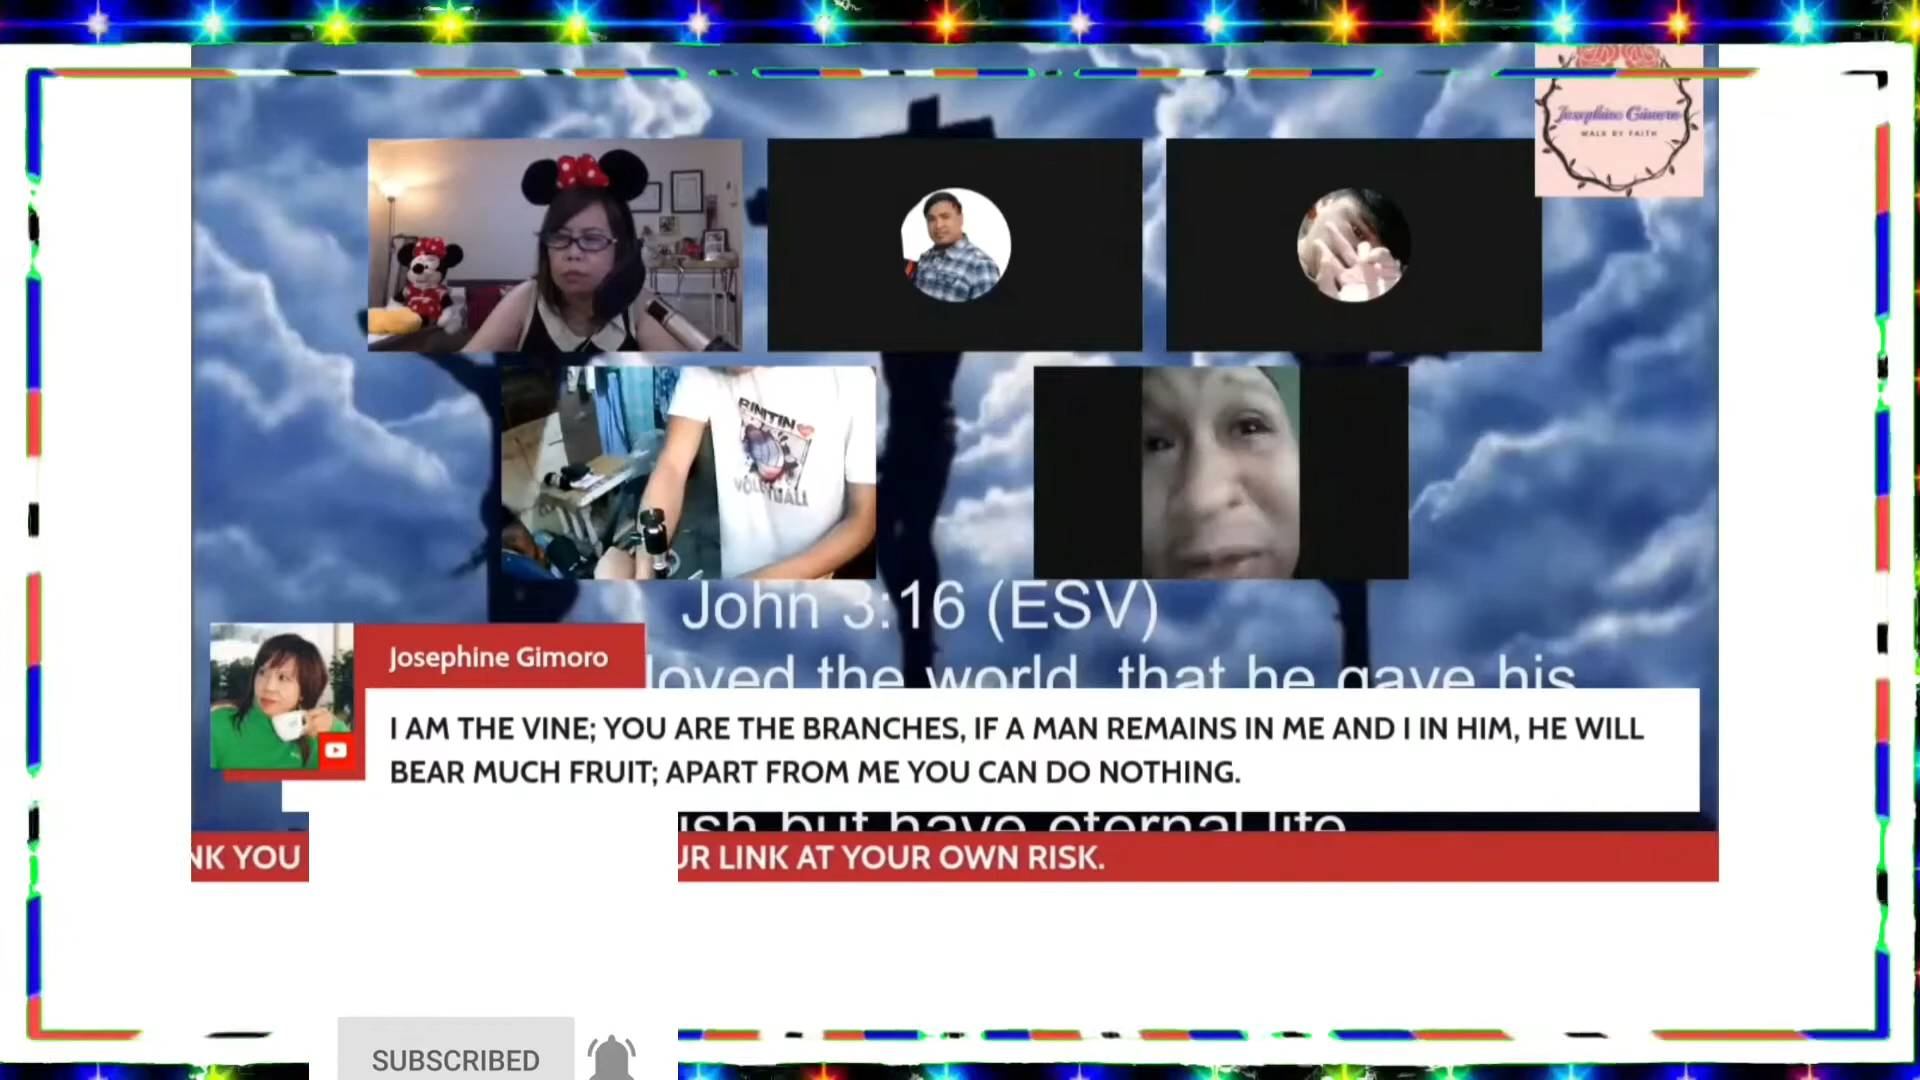 Josephine Gimoro
WALK BY FAITH
BINITIN
VOLLEYBALL
John 3:16 (ESV)
loved the world, that he gave his
Josephine Gimoro
I AM THE VINE; YOU ARE THE BRANCHES, IF A MAN REMAINS IN ME AND I IN HIM, HE WILL
BEAR MUCH FRUIT; APART FROM ME YOU CAN DO NOTHING.
ish but have eternal life
NK YOU
UR LINK AT YOUR OWN RISK.
SUBSCRIBED